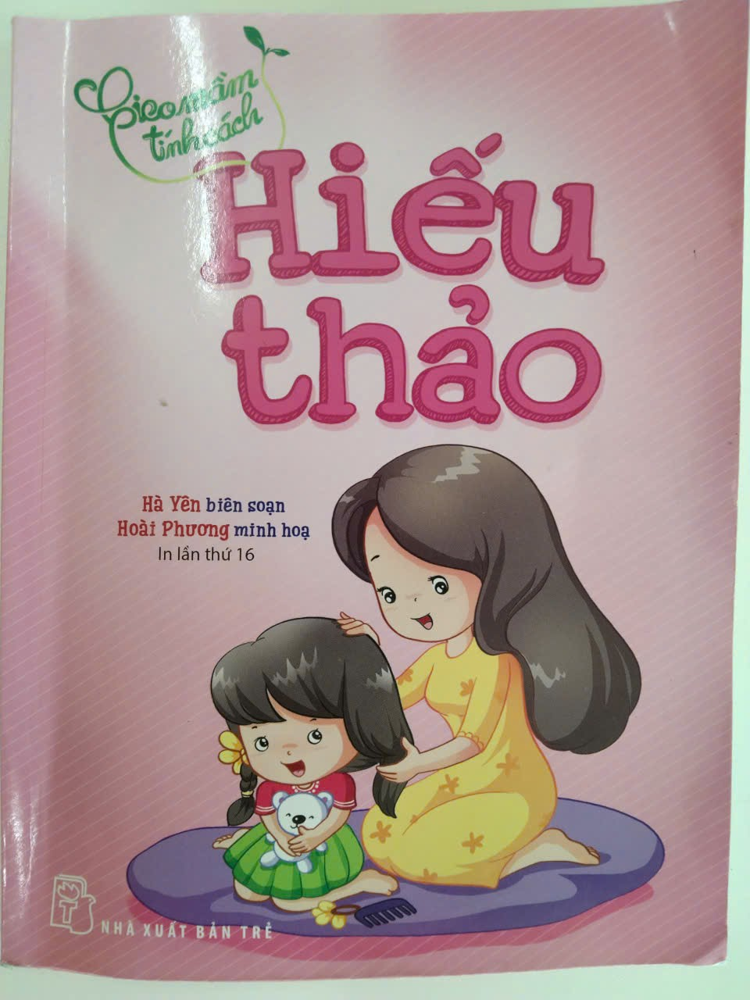 Gieo mầm
tính cách
Hiếu
thảo
Hà Yên biên soạn
Hoài Phương minh hoạ
In lần thứ 16
NHÀ XUẤT BẢN TRẺ